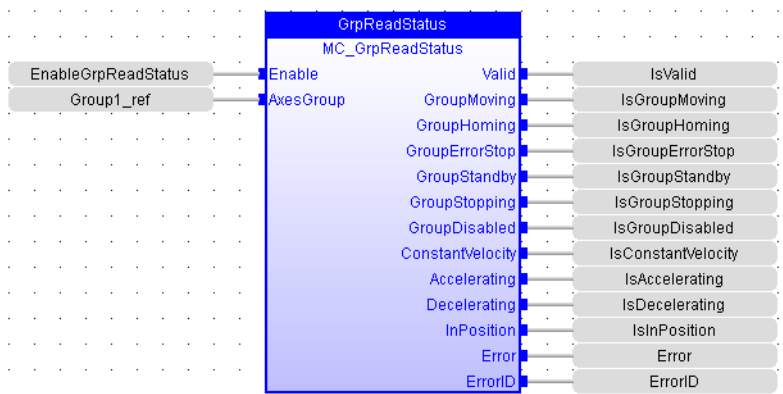 GrpReadStatus
MC_GrpReadStatus
EnableGrpReadStatus Enable Valid IsValid
Group1_ref AxesGroup GroupMoving IsGroupMoving
GroupHoming IsGroupHoming
GroupErrorStop IsGroupErrorStop
GroupStandby IsGroupStandby
GroupStopping IsGroupStopping
GroupDisabled IsGroupDisabled
ConstantVelocity IsConstantVelocity
Accelerating IsAccelerating
Decelerating IsDecelerating
InPosition IsInPosition
Error Error
ErrorID ErrorID